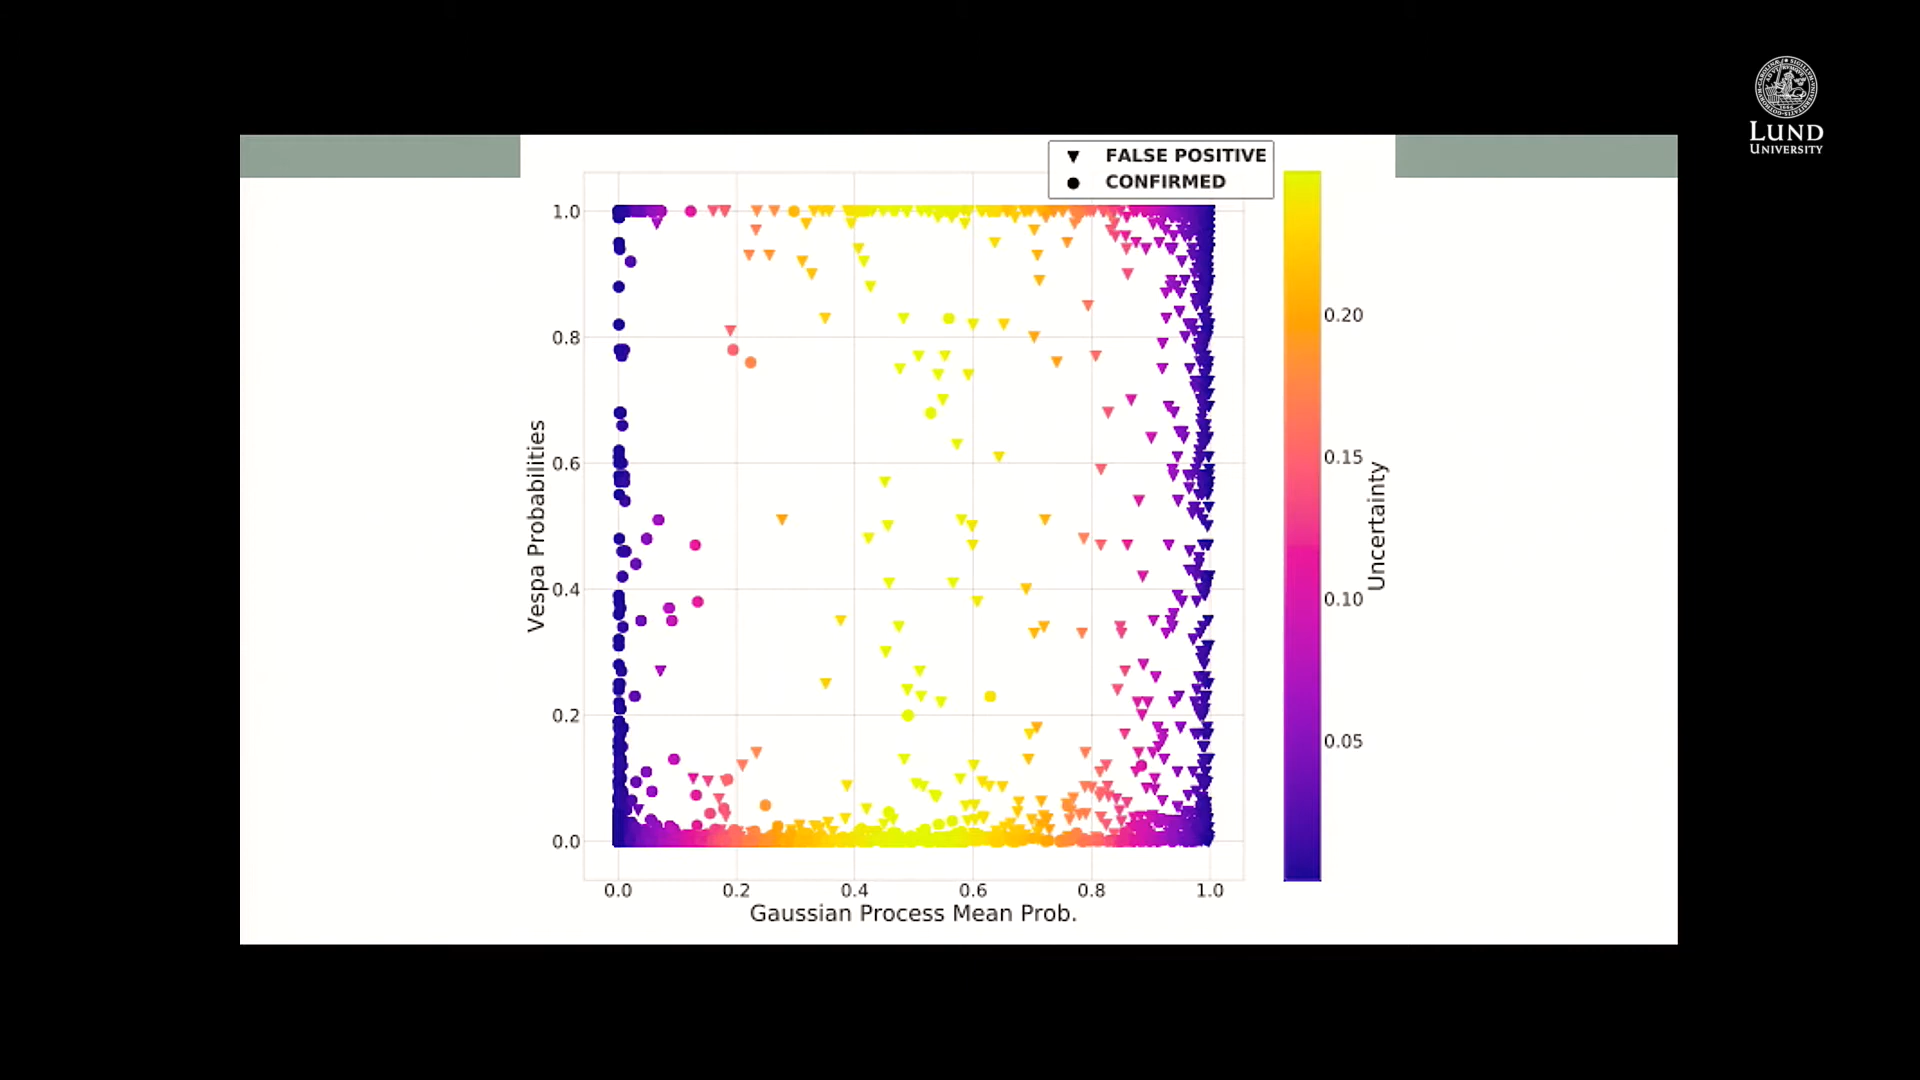 LUND
UNIVERSITY
FALSE POSITIVE
CONFIRMED
1.0
0.8
0.6
0.4
0.2
0.0
Vespa Probabilities
0.0 0.2 0.4 0.6 0.8 1.0
Gaussian Process Mean Prob.
0.20
0.15
0.10
0.05
Uncertainty